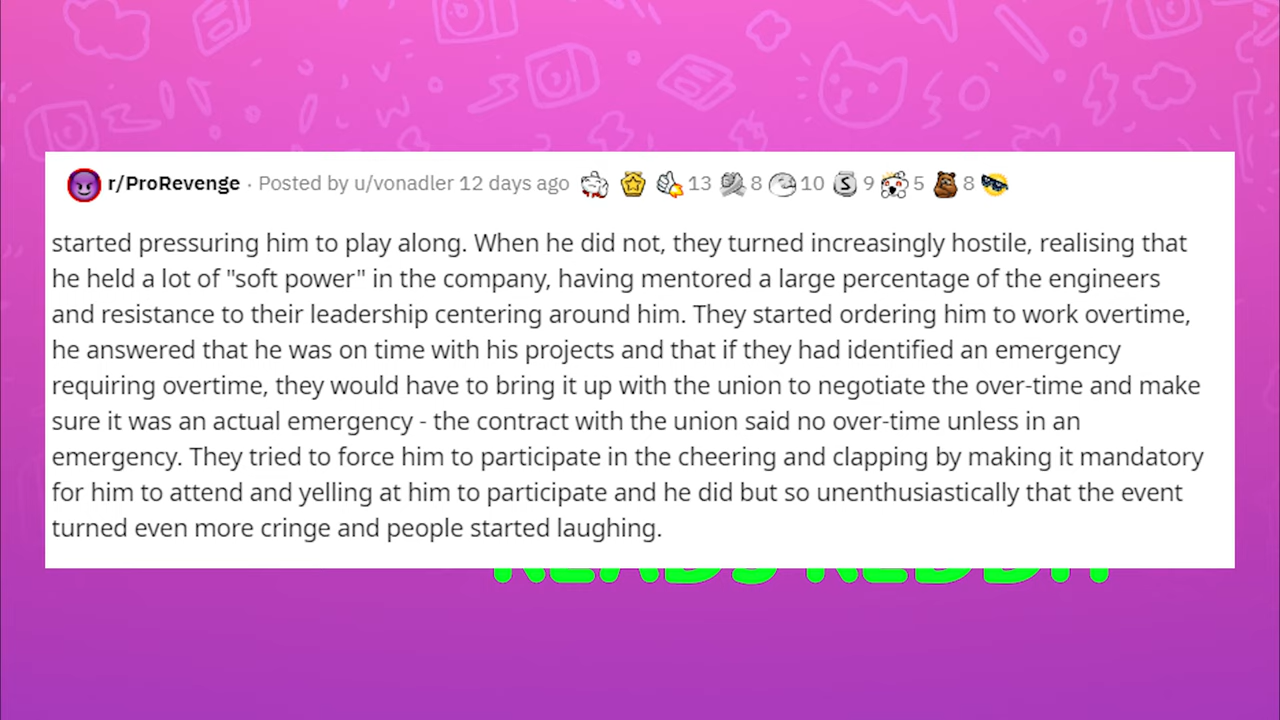 r/ProRevenge · Posted by u/vonadler 12 days ago 13 8 10 S 9 5 8
started pressuring him to play along. When he did not, they turned increasingly hostile, realising that
he held a lot of "soft power" in the company, having mentored a large percentage of the engineers
and resistance to their leadership centering around him. They started ordering him to work overtime,
he answered that he was on time with his projects and that if they had identified an emergency
requiring overtime, they would have to bring it up with the union to negotiate the over-time and make
sure it was an actual emergency - the contract with the union said no over-time unless in an
emergency. They tried to force him to participate in the cheering and clapping by making it mandatory
for him to attend and yelling at him to participate and he did but so unenthusiastically that the event
turned even more cringe and people started laughing.
READS REDDIT